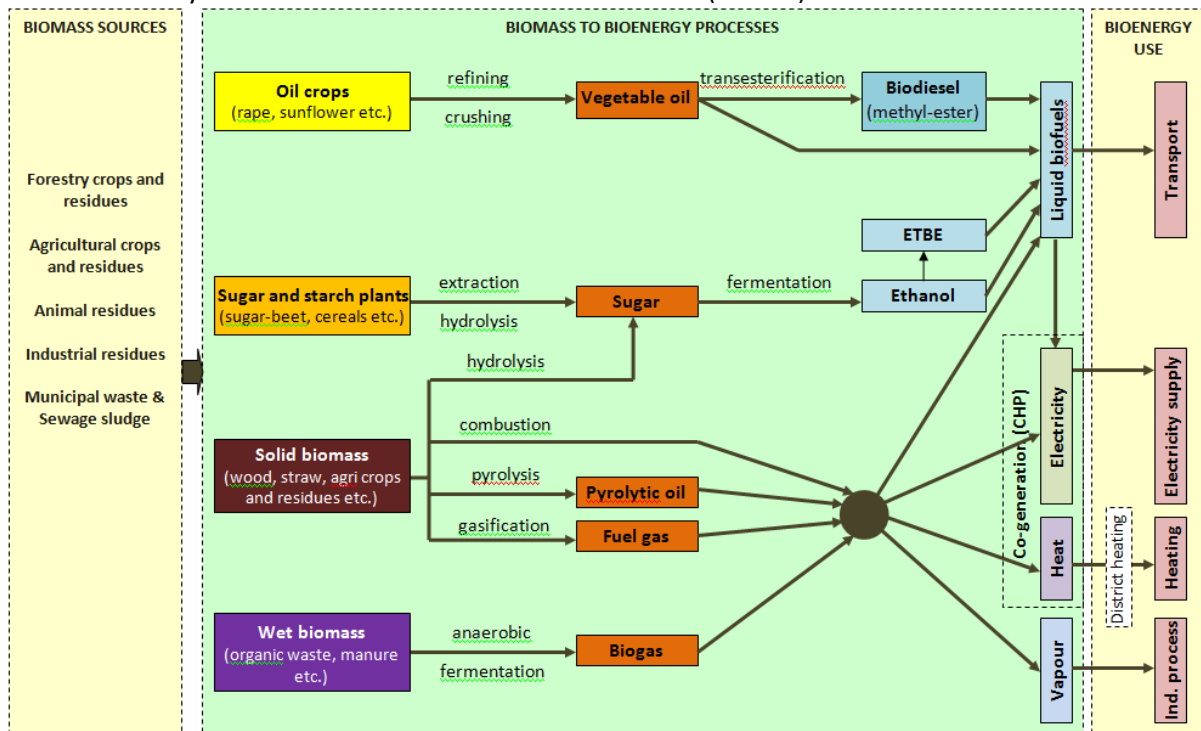 BIOMASS SOURCES
BIOMASS TO BIOENERGY PROCESSES
BIOENERGY
USE
Oil crops
(rape, sunflower etc.)
refining
crushing
Vegetable oil
transesterification
Biodiesel
(methyl-ester)
Liquid biofuels
Transport
Forestry crops and
residues
Agricultural crops
and residues
Animal residues
Industrial residues
Municipal waste &
Sewage sludge
ETBE
Sugar and starch plants
(sugar-beet, cereals etc.)
extraction
hydrolysis
Sugar
fermentation
Ethanol
hydrolysis
combustion
Solid biomass
(wood, straw, agri crops
and residues etc.)
pyrolysis
Pyrolytic oil
gasification
Fuel gas
Co-generation (CHP)
Electricity
Electricity supply
Heat
District heating
Heating
Wet biomass
(organic waste, manure
etc.)
anaerobic
fermentation
Biogas
Vapour
Ind. process